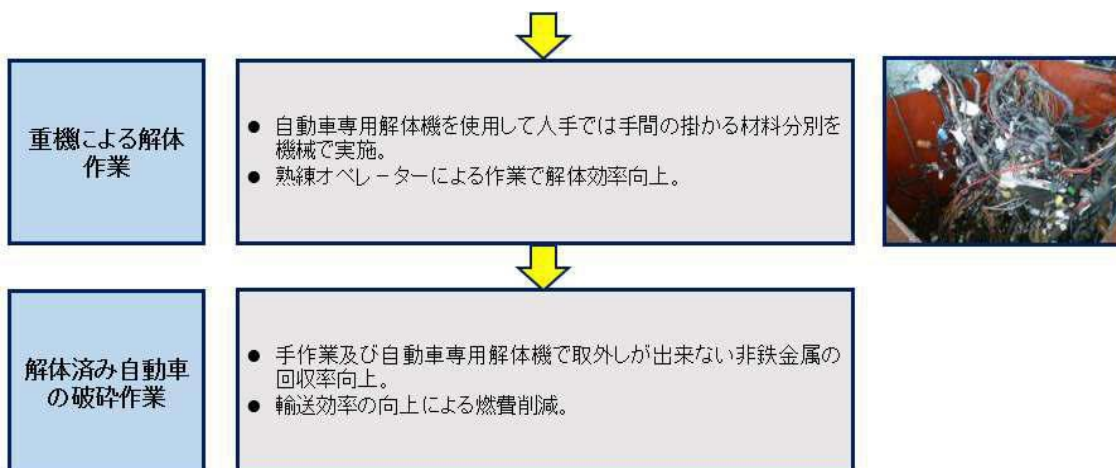 重機による解体
作業
● 自動車専用解体機を使用して人手では手間の掛かる材料分別を
機械で実施。
● 熟練オペレーターによる作業で解体効率向上。
解体済み自動車
の破砕作業
● 手作業及び自動車専用解体機で取外しが出来ない非鉄金属の
回収率向上。
● 輸送効率の向上による燃費削減。